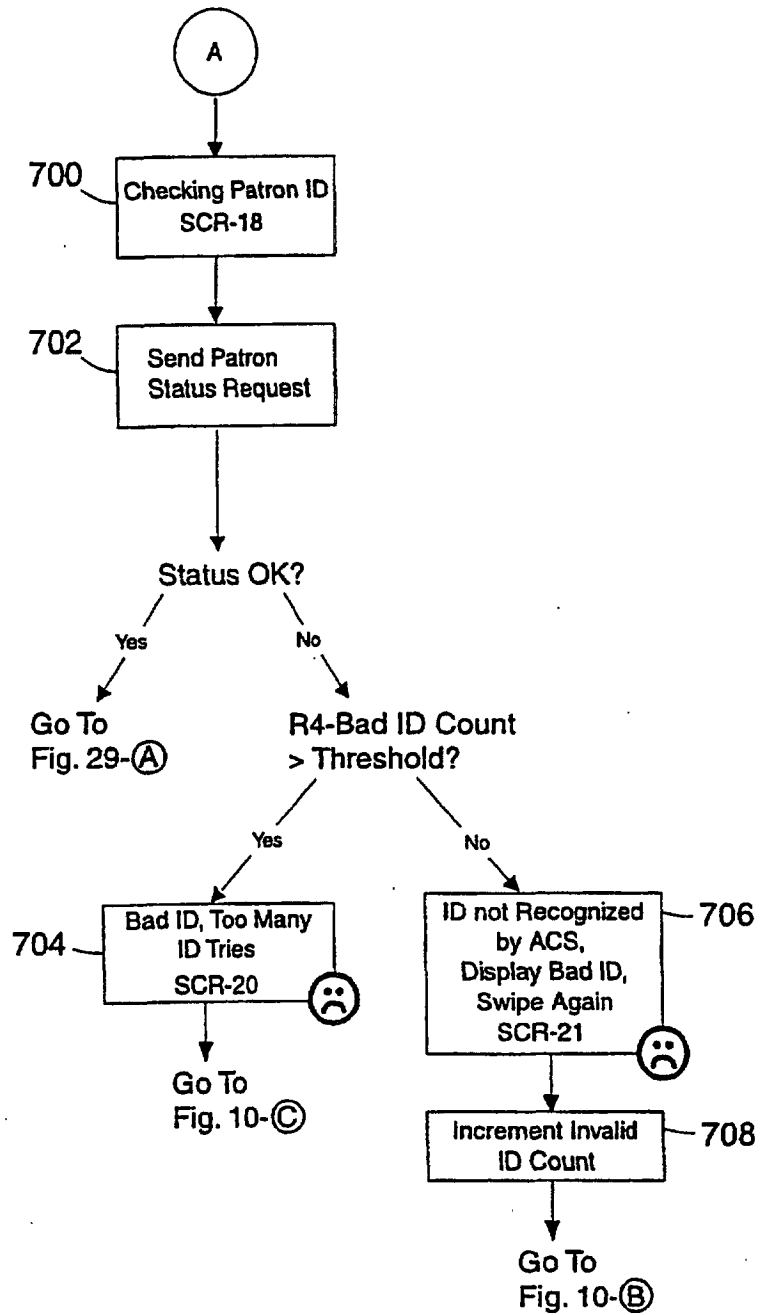 A
700
Checking Patron ID
SCR-18
702
Send Patron
Status Request
Status OK?
Yes
No
Go To
Fig. 29-Ⓐ
R4-Bad ID Count
> Threshold?
Yes
No
704
Bad ID, Too Many
ID Tries
SCR-20
706
ID not Recognized
by ACS,
Display Bad ID,
Swipe Again
SCR-21
Go To
Fig. 10-Ⓒ
Increment Invalid
ID Count
708
Go To
Fig. 10-Ⓑ